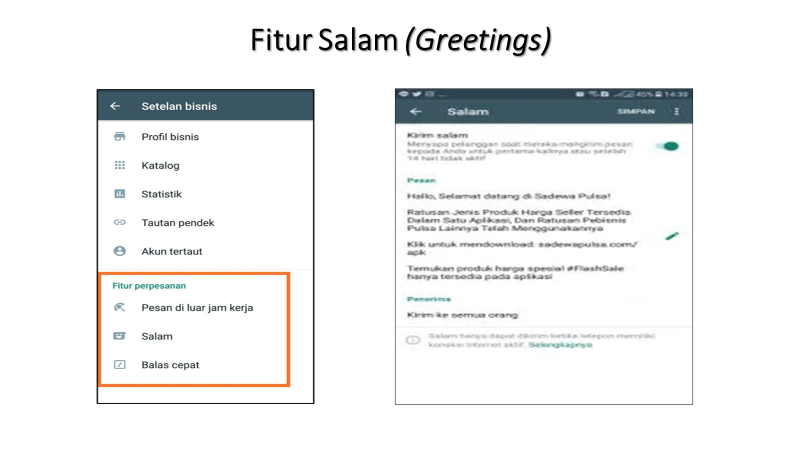 Fitur Salam (Greetings)
Setelan bisnis
Profil bisnis
Katalog
Statistik
Tautan pendek
Akun tertaut
Fitur perpesanan
Pesan di luar jam kerja
Salam
Balas cepat
45% 14:39
Salam
SIMPAN
Kirim salam
Menyapa pelanggan saat mereka mengirim pesan
kepada Anda untuk pertama kalinya atau setelah
14 hari tidak aktif
Pesan
Hallo, Selamat datang di Sadewa Pulsa!
Ratusan Jenis Produk Harga Seller Tersedia
Dalam Satu Aplikasi, Dan Ratusan Pebisnis
Pulsa Lainnya Telah Menggunakannya
Klik untuk mendownload: sadewapulsa.com/
apk
Temukan produk harga spesial #FlashSale
hanya tersedia pada aplikasi
Penerima
Kirim ke semua orang
Salam hanya dapat dikirim ketika telepon memiliki
koneksi internet aktif. Selengkapnya